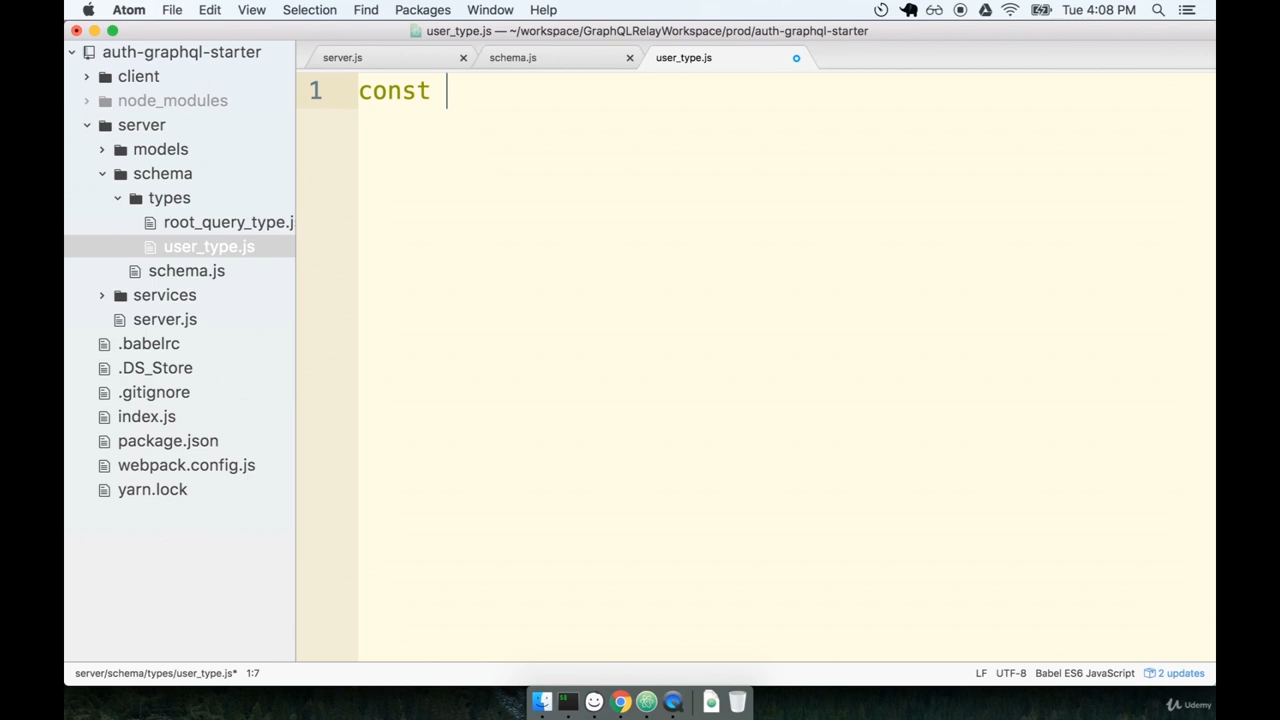 Atom File Edit View Selection Find Packages Window Help Tue 4:08 PM
user_type.js — ~/workspace/GraphQLRelayWorkspace/prod/auth-graphql-starter
auth-graphql-starter
client
node_modules
server
models
schema
types
root_query_type.j
user_type.js
schema.js
services
server.js
.babelrc
.DS_Store
.gitignore
index.js
package.json
webpack.config.js
yarn.lock
server.js schema.js user_type.js
1 const
server/schema/types/user_type.js* 1:7 LF UTF-8 Babel ES6 JavaScript 2 updates
Udemy